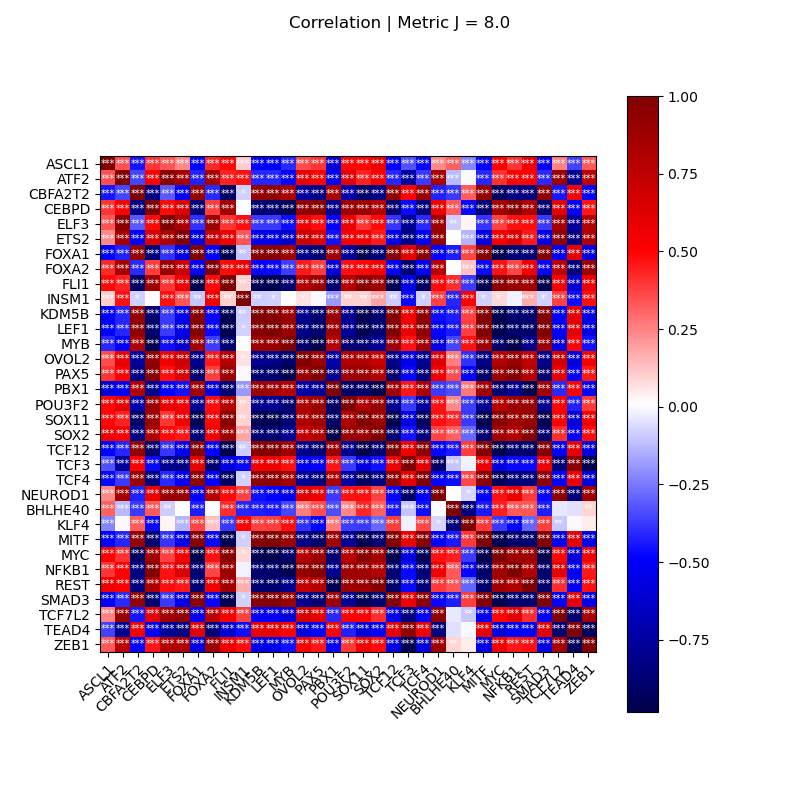 Correlation | Metric J = 8.0
ASCL1
ATF2
CBFA2T2
CEBPD
ELF3
ETS2
FOXA1
FOXA2
FLI1
INSM1
KDM5B
LEF1
MYB
OVOL2
PAX5
PBX1
POU3F2
SOX11
SOX2
TCF12
TCF3
TCF4
NEUROD1
BHLHE40
KLF4
MITF
MYC
NFKB1
REST
SMAD3
TCF7L2
TEAD4
ZEB1
ASCL1
ATF2
CBFA2T2
CEBPD
ELF3
ETS2
FOXA1
FOXA2
FLI1
INSM1
KDM5B
LEF1
MYB
OVOL2
PAX5
PBX1
POU3F2
SOX11
SOX2
TCF12
TCF3
TCF4
NEUROD1
BHLHE40
KLF4
MITF
MYC
NFKB1
REST
SMAD3
TCF7L2
TEAD4
ZEB1
1.00
0.75
0.50
0.25
0.00
−0.25
−0.50
−0.75